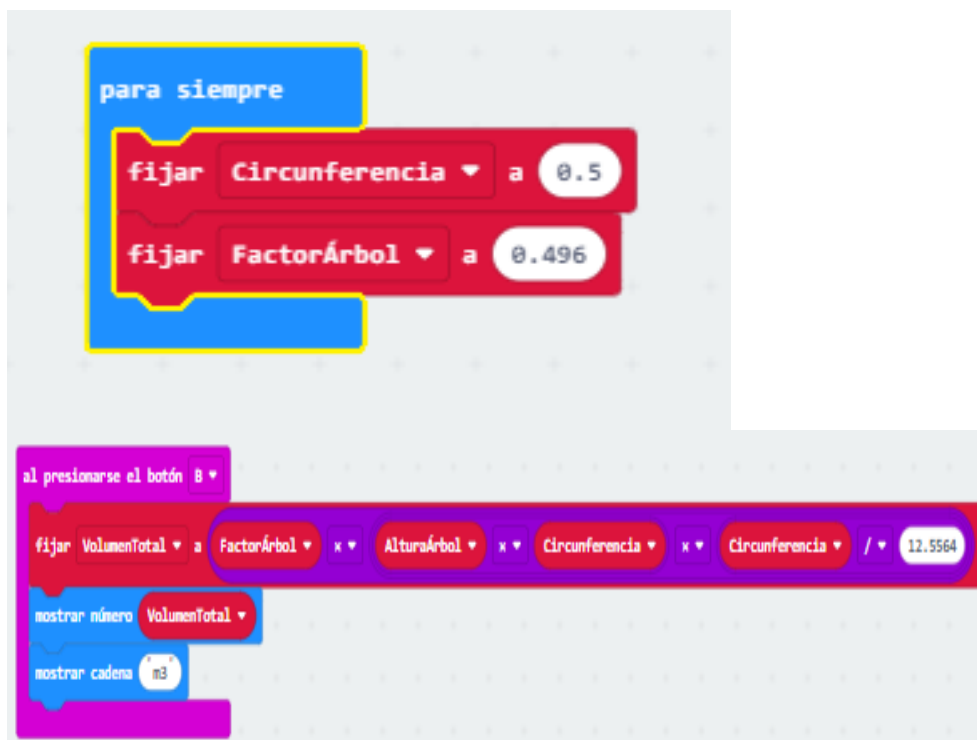 para siempre
fijar Circunferencia a 0.5
fijar FactorÁrbol a 0.496
al presionarse el botón B
fijar VolumenTotal a FactorÁrbol x AlturaÁrbol x Circunferencia x Circunferencia / 12.5564
mostrar número VolumenTotal
mostrar cadena "m3"